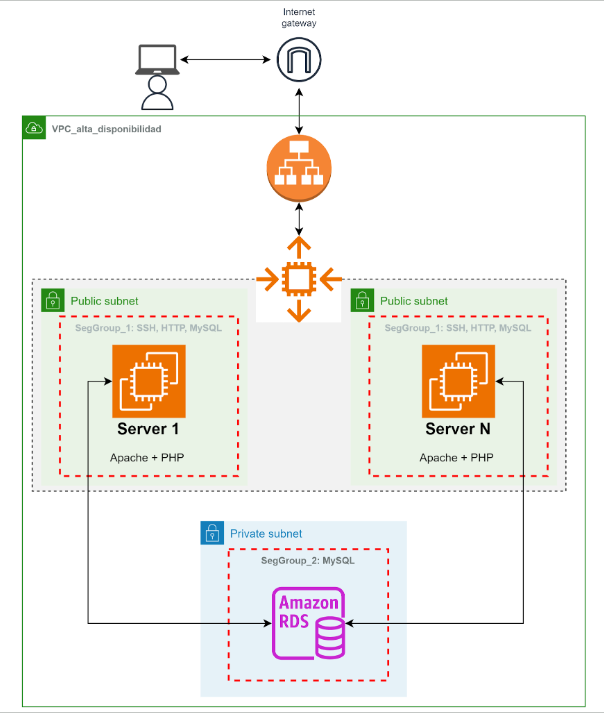 Internet
gateway
VPC_alta_disponibilidad
Public subnet
Public subnet
SegGroup_1: SSH, HTTP, MySQL
SegGroup_1: SSH, HTTP, MySQL
Server 1
Server N
Apache + PHP
Apache + PHP
Private subnet
SegGroup_2: MySQL
Amazon
RDS